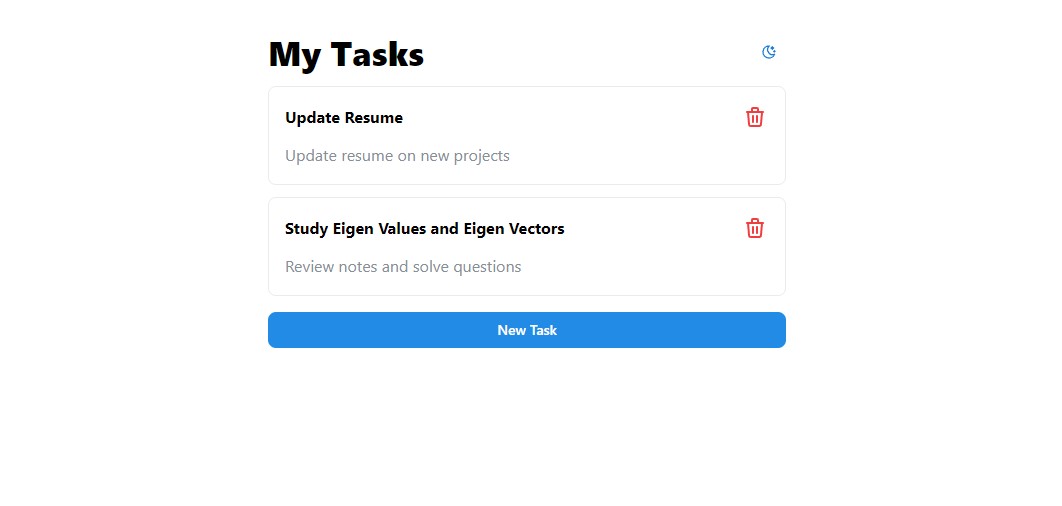 My Tasks
Update Resume
Update resume on new projects
Study Eigen Values and Eigen Vectors
Review notes and solve questions
New Task